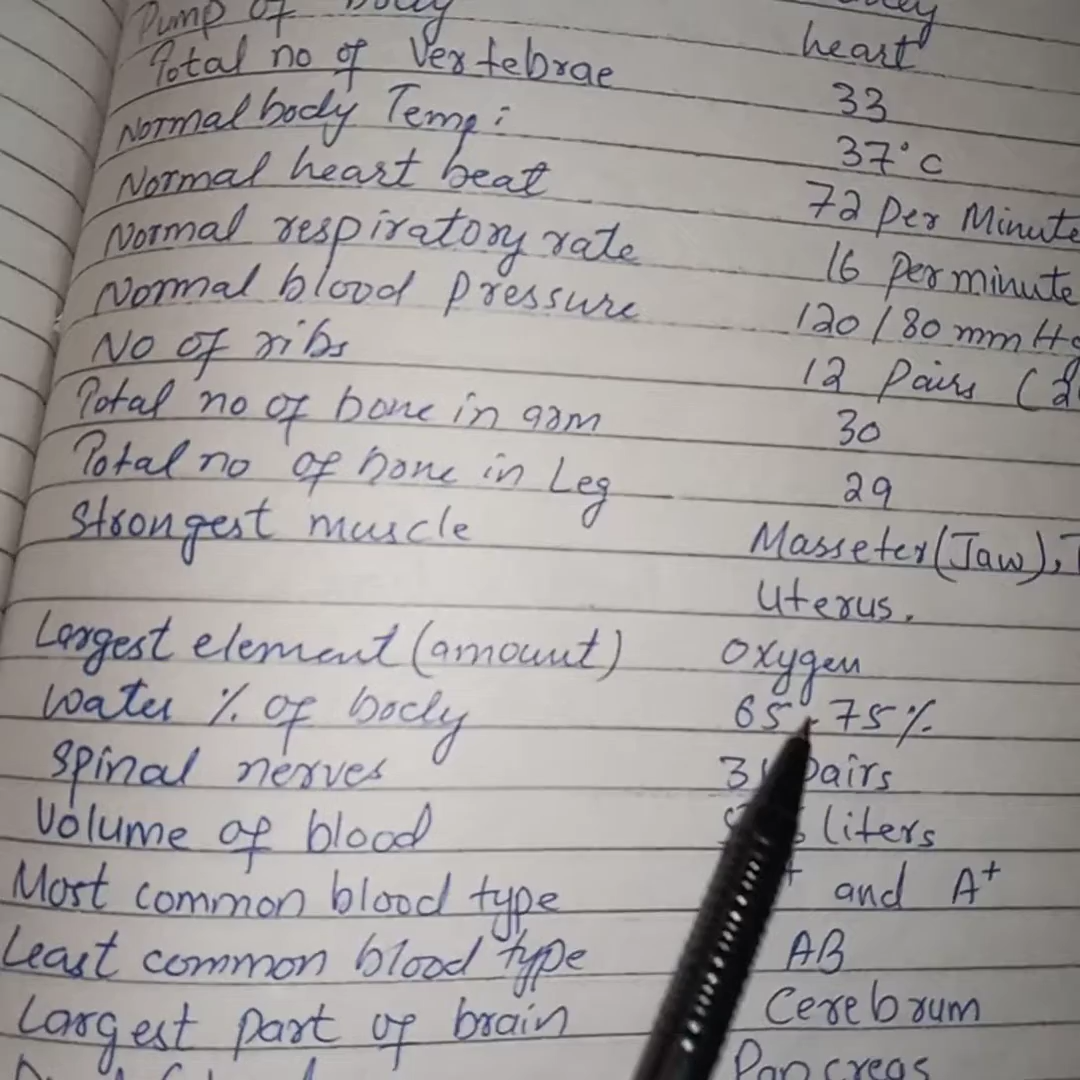 Pump of body
heart
Total no of Vertebrae 33
Normal body Temp: 37°C
Normal heart beat 72 Per Minute
Normal respiratory rate 16 per minute
Normal blood Pressure 120/80 mm
No of ribs 12 Pairs
Total no of bone in arm 30
Total no of bone in Leg 29
Strongest muscle Masseter (Jaw),
Uterus.
Largest element (amount) Oxygen
Water % of body 65-75%
Spinal nerves 31 Pairs
Volume of blood liters
Most common blood type and A+
Least common blood type AB
Largest part of brain Cerebrum
Pancreas